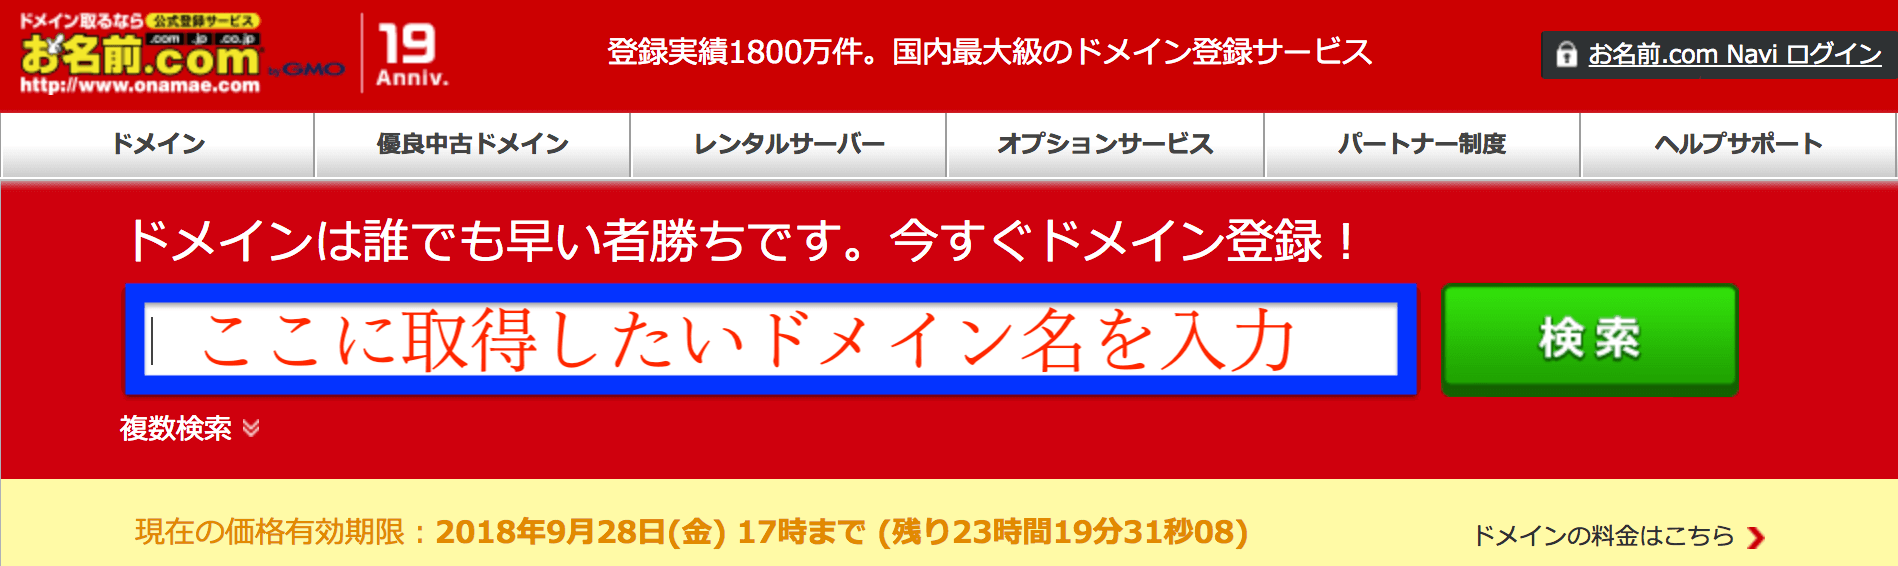 ドメイン取るなら 公式登録サービス
.com .jp .co.jp
お名前.com by GMO
http://www.onamae.com
19
Anniv.
登録実績1800万件。国内最大級のドメイン登録サービス
お名前.com Navi ログイン
ドメイン 優良中古ドメイン レンタルサーバー オプションサービス パートナー制度 ヘルプサポート
ドメインは誰でも早い者勝ちです。今すぐドメイン登録！
ここに取得したいドメイン名を入力
検索
複数検索
現在の価格有効期限：2018年9月28日(金) 17時まで (残り23時間19分31秒08)
ドメインの料金はこちら